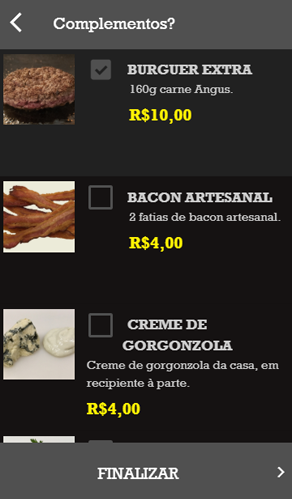 Complementos?
BURGUER EXTRA
160g carne Angus.
R$10,00
BACON ARTESANAL
2 fatias de bacon artesanal.
R$4,00
CREME DE
GORGONZOLA
Creme de gorgonzola da casa, em
recipiente à parte.
R$4,00
FINALIZAR